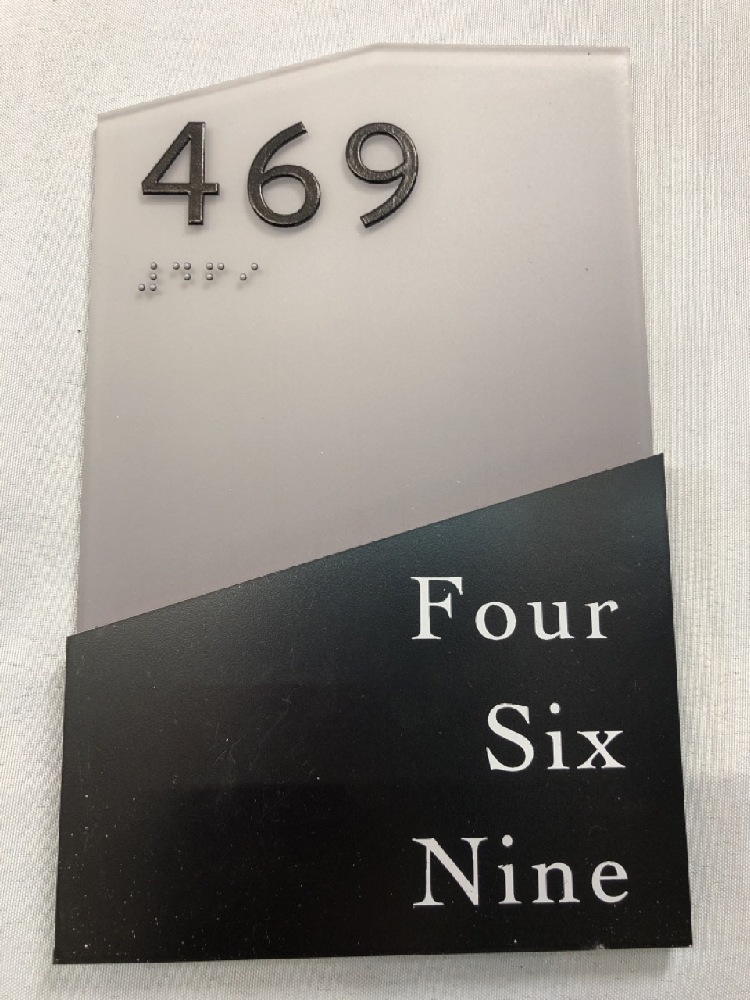 469
⠼⠙⠋⠊
Four
Six
Nine